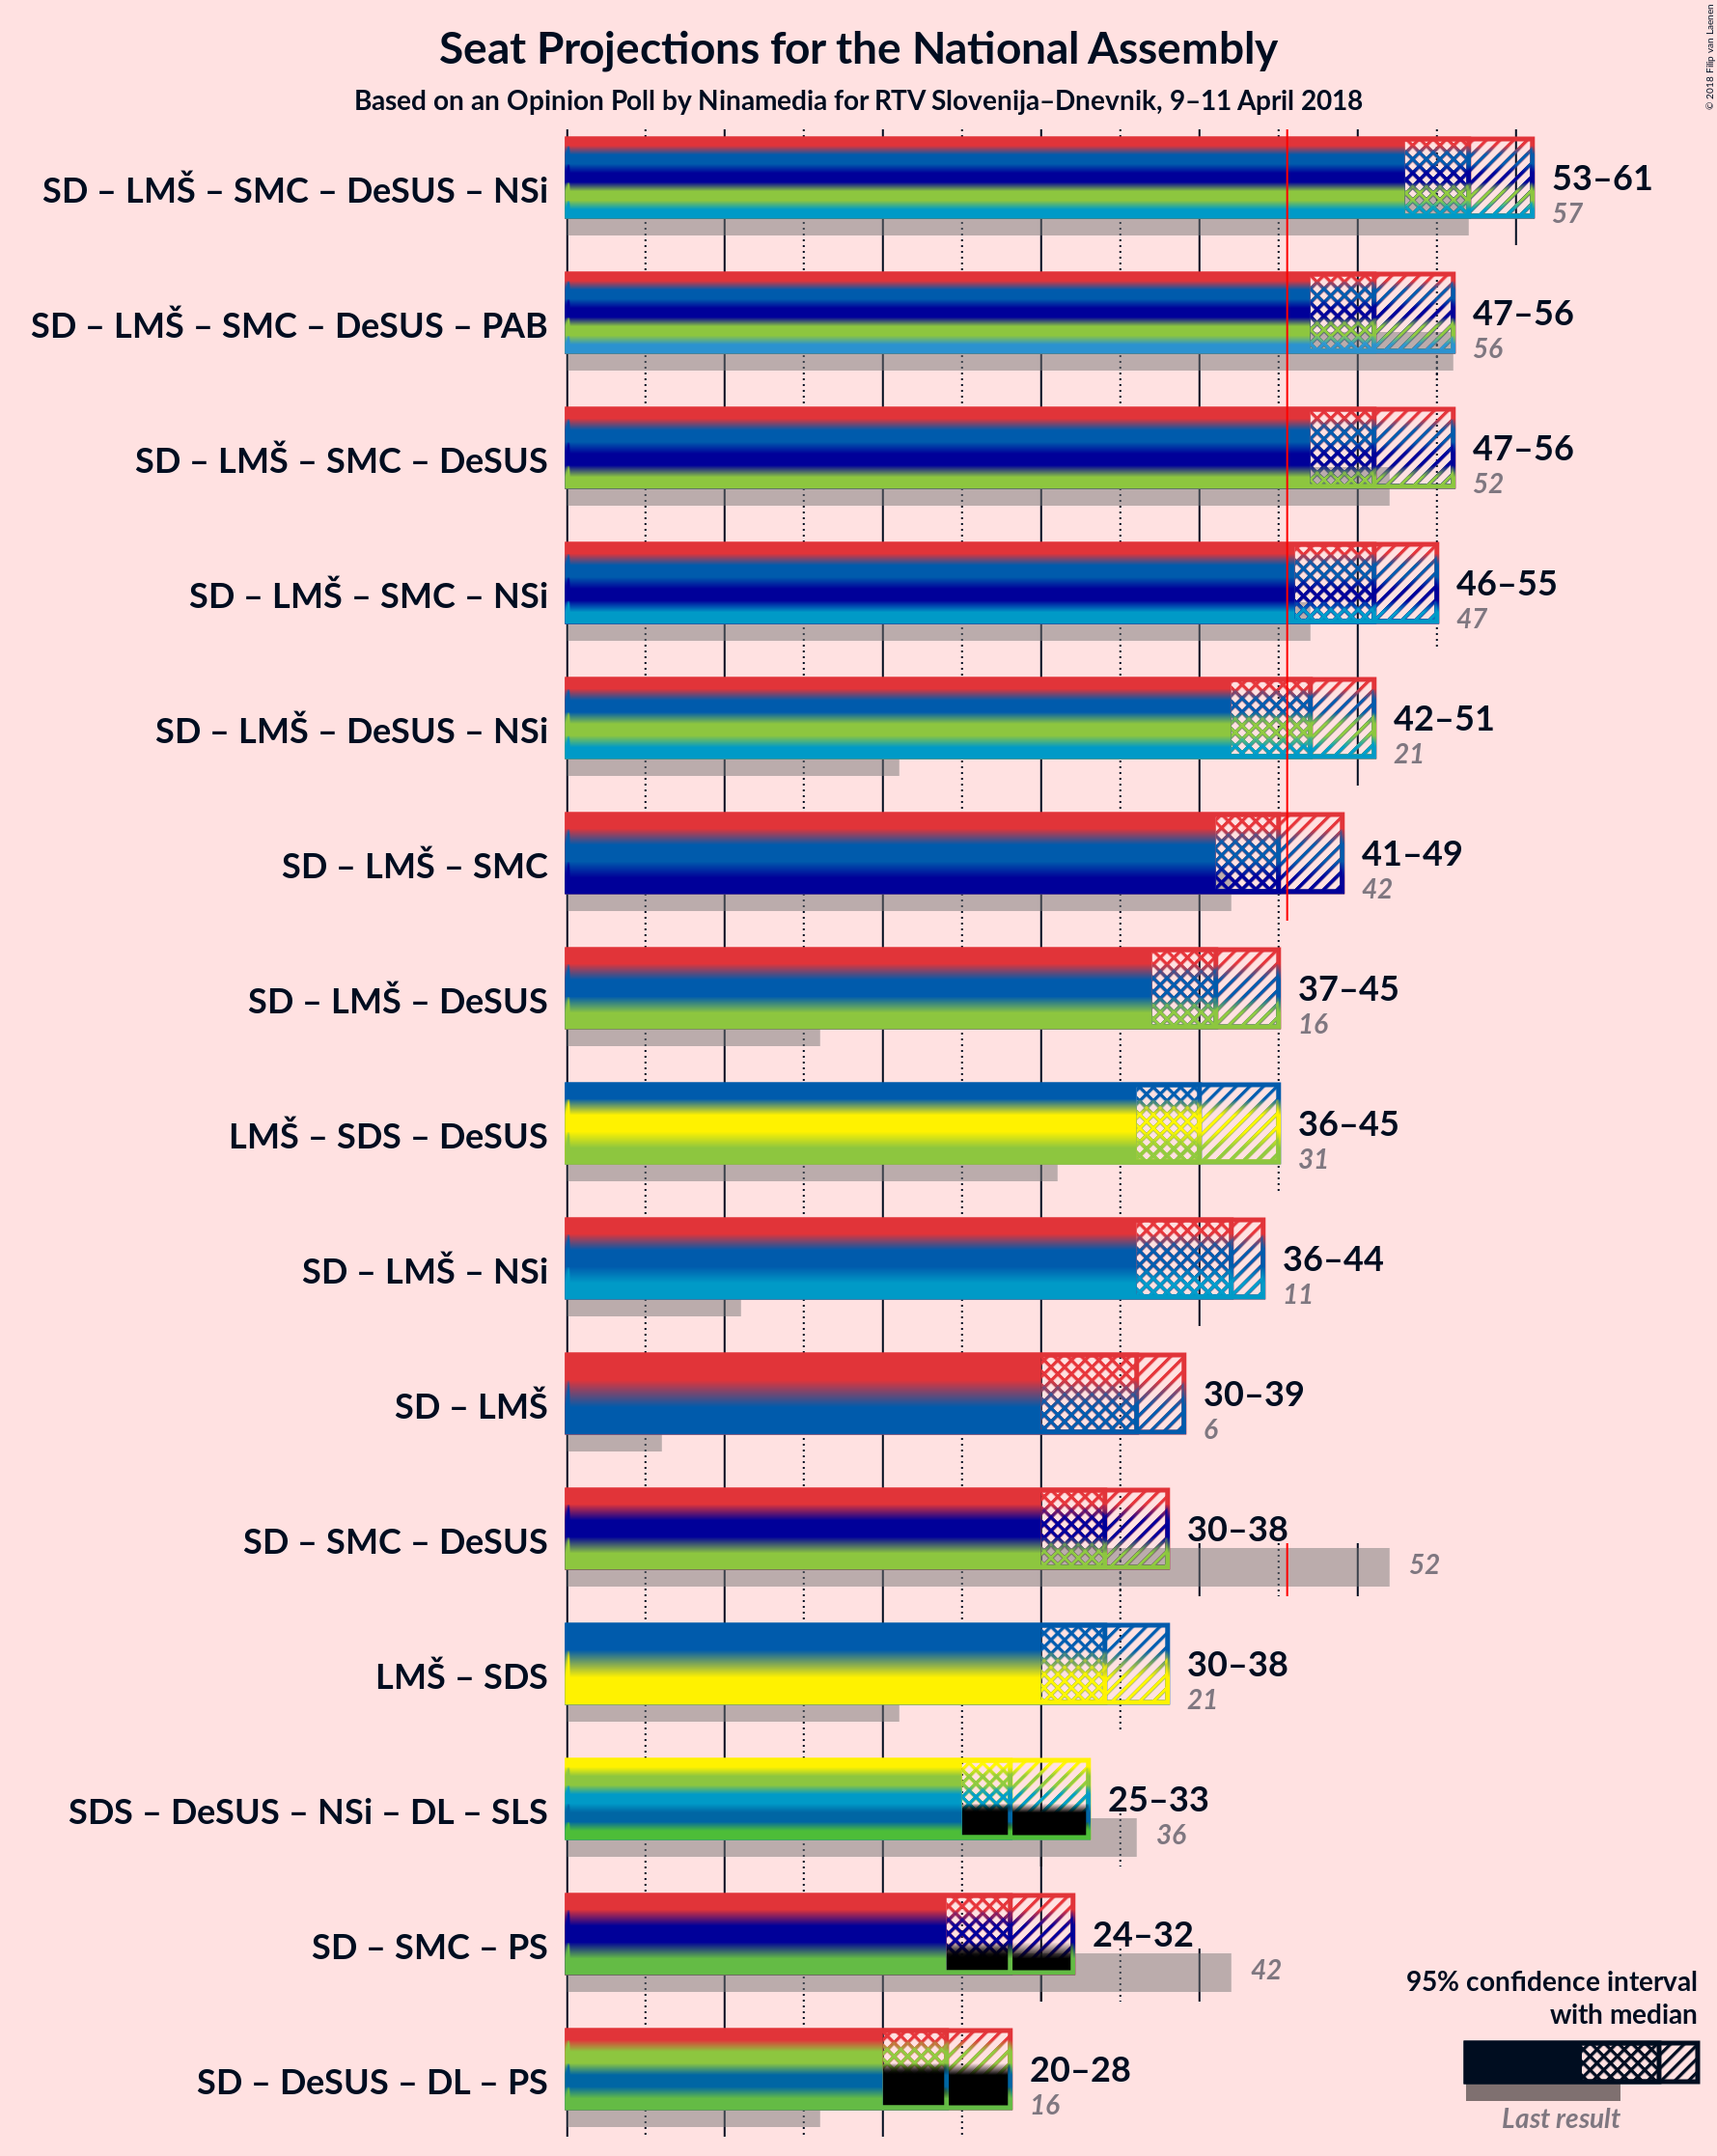 Seat Projections for the National Assembly
Based on an Opinion Poll by Ninamedia for RTV Slovenija–Dnevnik, 9–11 April 2018
© 2018 Filip van Laenen
SD – LMŠ – SMC – DeSUS – NSi
53–61
57
SD – LMŠ – SMC – DeSUS – PAB
47–56
56
SD – LMŠ – SMC – DeSUS
47–56
52
SD – LMŠ – SMC – NSi
46–55
47
SD – LMŠ – DeSUS – NSi
42–51
21
SD – LMŠ – SMC
41–49
42
SD – LMŠ – DeSUS
37–45
16
LMŠ – SDS – DeSUS
36–45
31
SD – LMŠ – NSi
36–44
11
SD – LMŠ
30–39
6
SD – SMC – DeSUS
30–38
52
LMŠ – SDS
30–38
21
SDS – DeSUS – NSi – DL – SLS
25–33
36
SD – SMC – PS
24–32
42
SD – DeSUS – DL – PS
20–28
16
95% confidence interval
with median
Last result